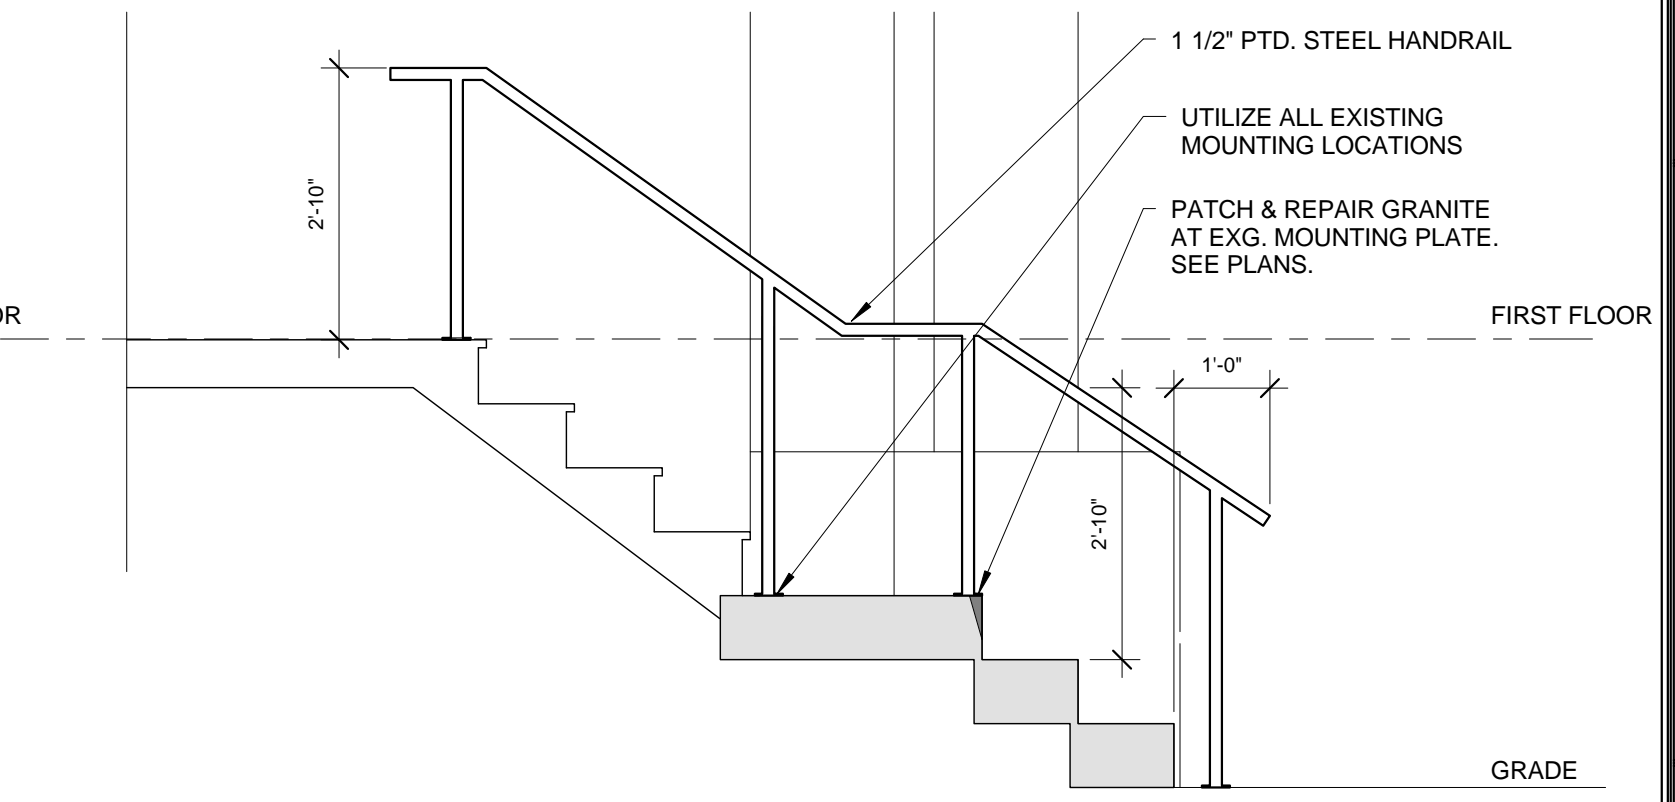 1 1/2" PTD. STEEL HANDRAIL
UTILIZE ALL EXISTING
MOUNTING LOCATIONS
PATCH & REPAIR GRANITE
AT EXG. MOUNTING PLATE.
SEE PLANS.
2'-10"
OR
FIRST FLOOR
1'-0"
2'-10"
GRADE